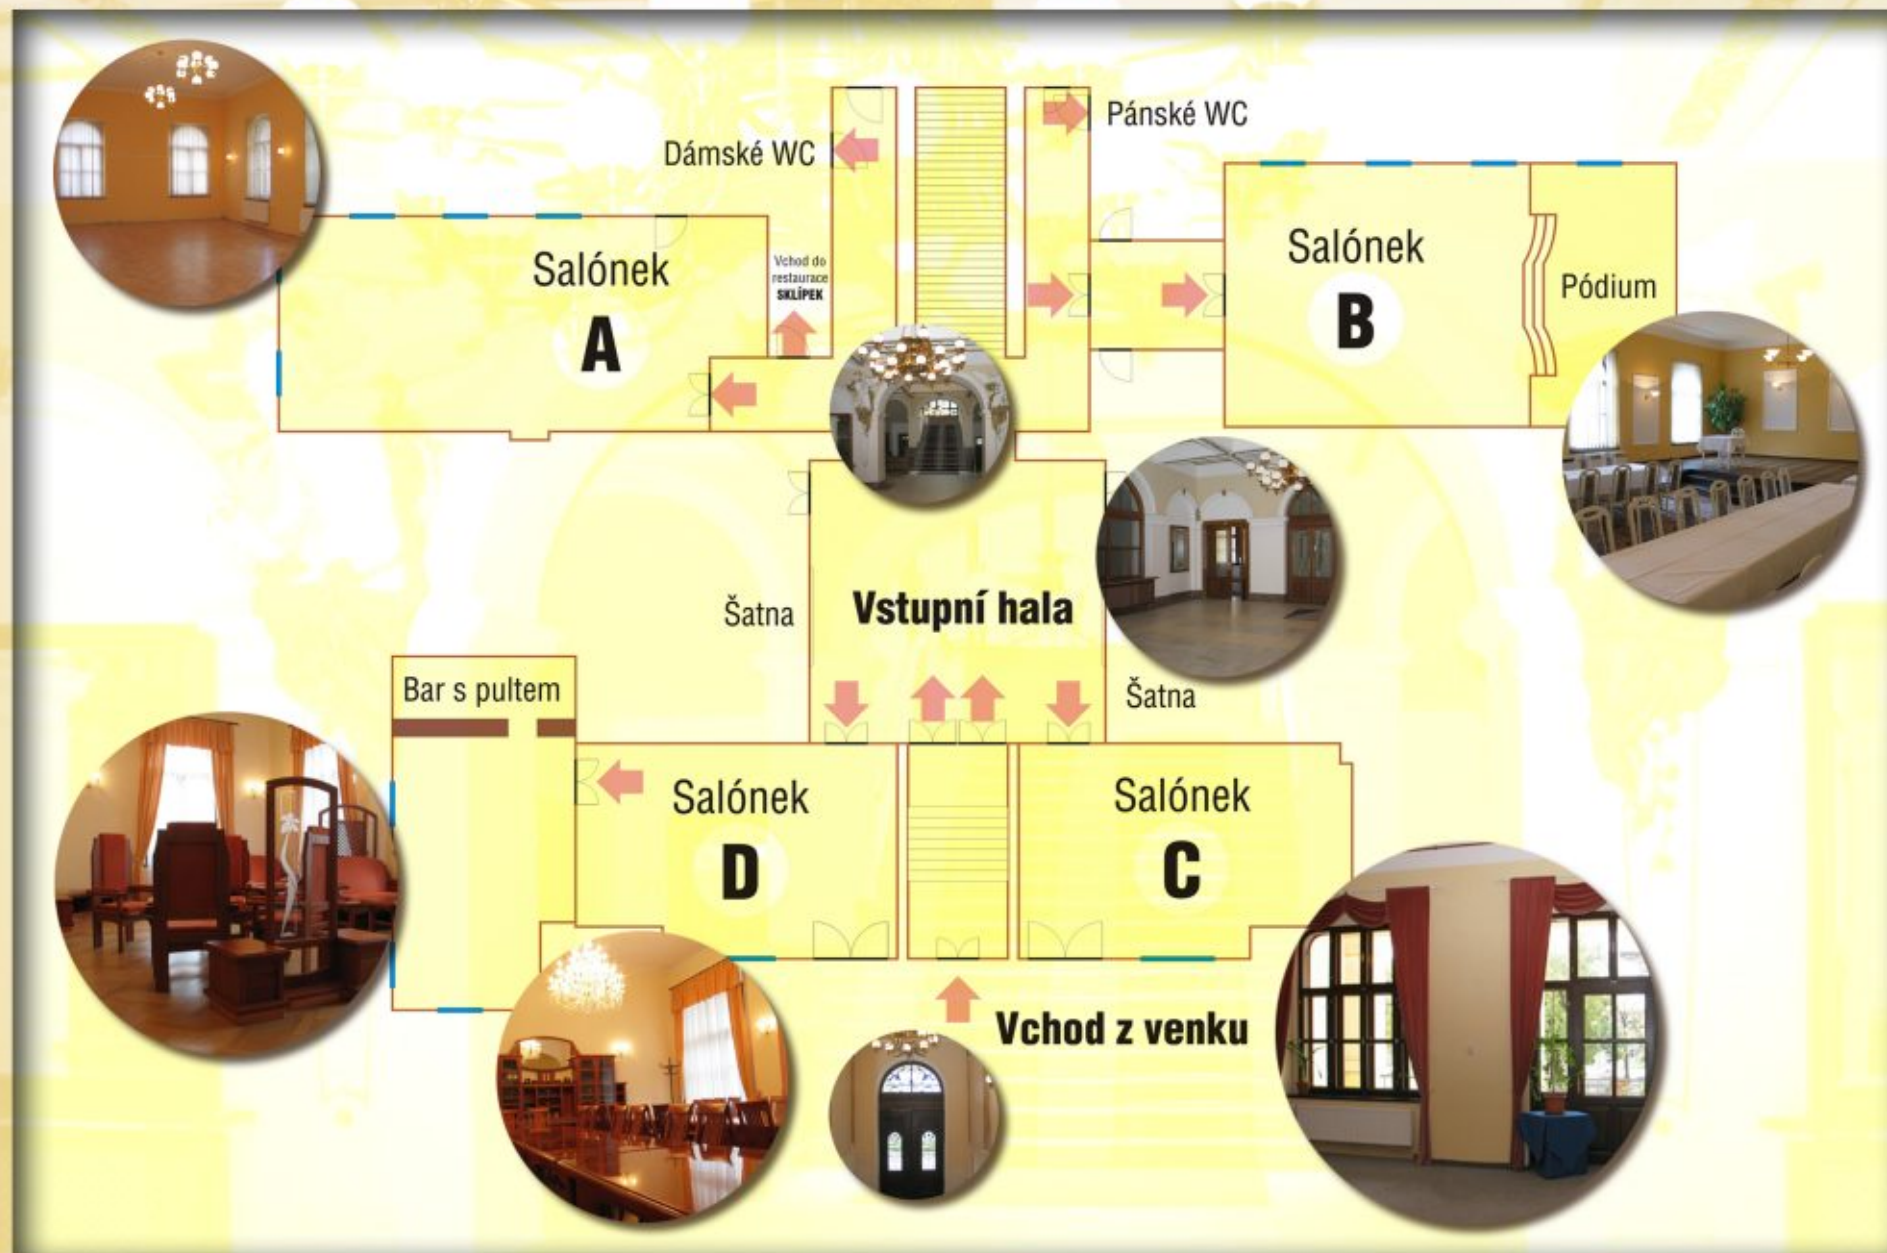 Pánské WC
Dámské WC
Vchod do
restaurace
SKLÍPEK
Salónek
A
Salónek
B
Pódium
Šatna
Vstupní hala
Šatna
Bar s pultem
Salónek
D
Salónek
C
Vchod z venku